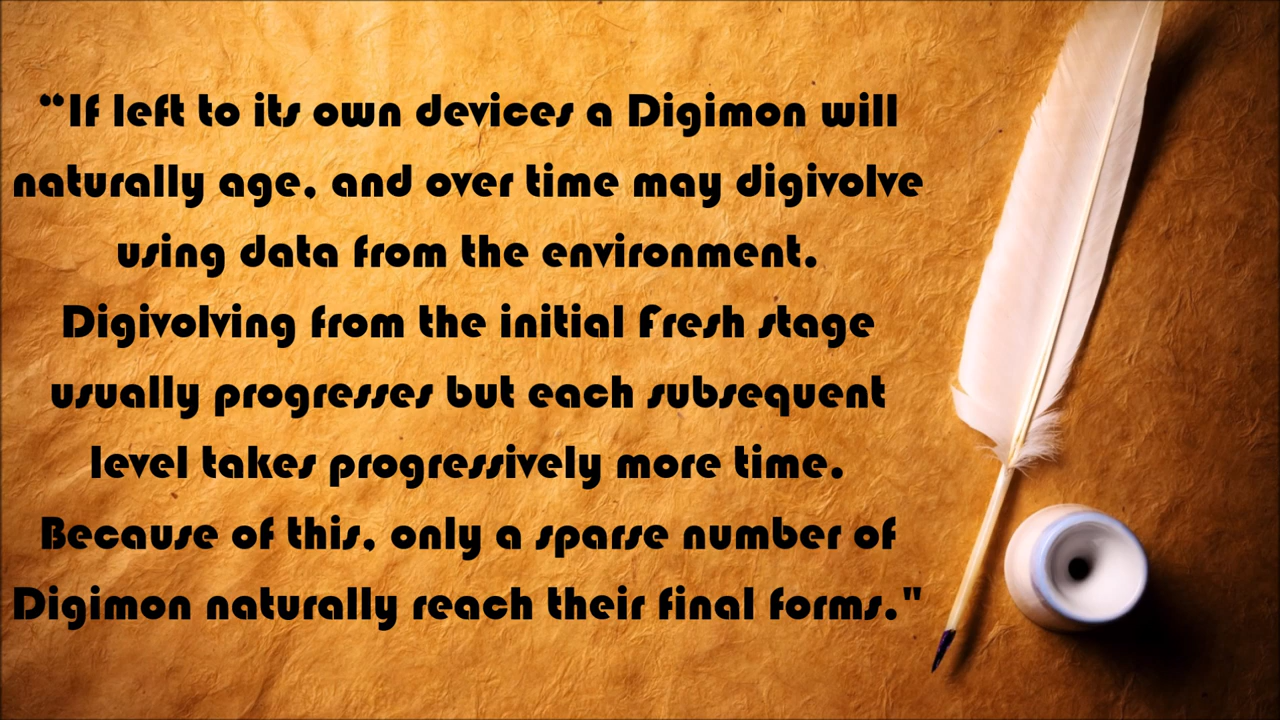 “If left to its own devices a Digimon will
naturally age, and over time may digivolve
using data from the environment.
Digivolving from the initial Fresh stage
usually progresses but each subsequent
level takes progressively more time.
Because of this, only a sparse number of
Digimon naturally reach their final forms."